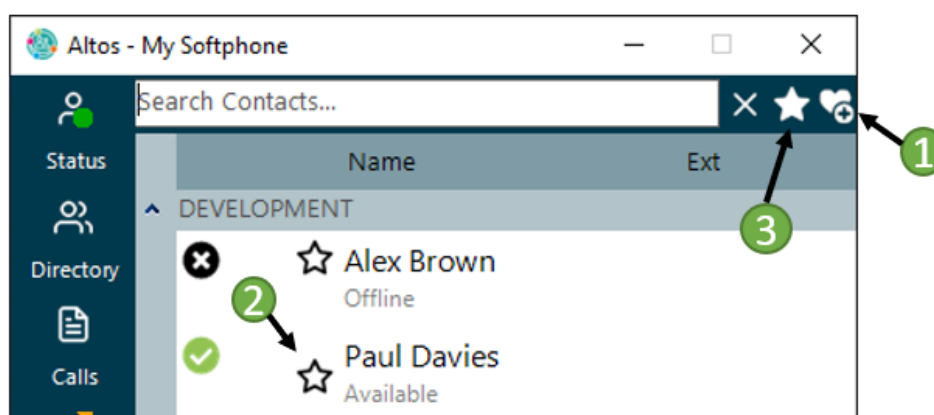 Altos - My Softphone
Search Contacts...
1
Status
Name Ext
3
DEVELOPMENT
Directory
Alex Brown
Offline
2
Paul Davies
Calls
Available